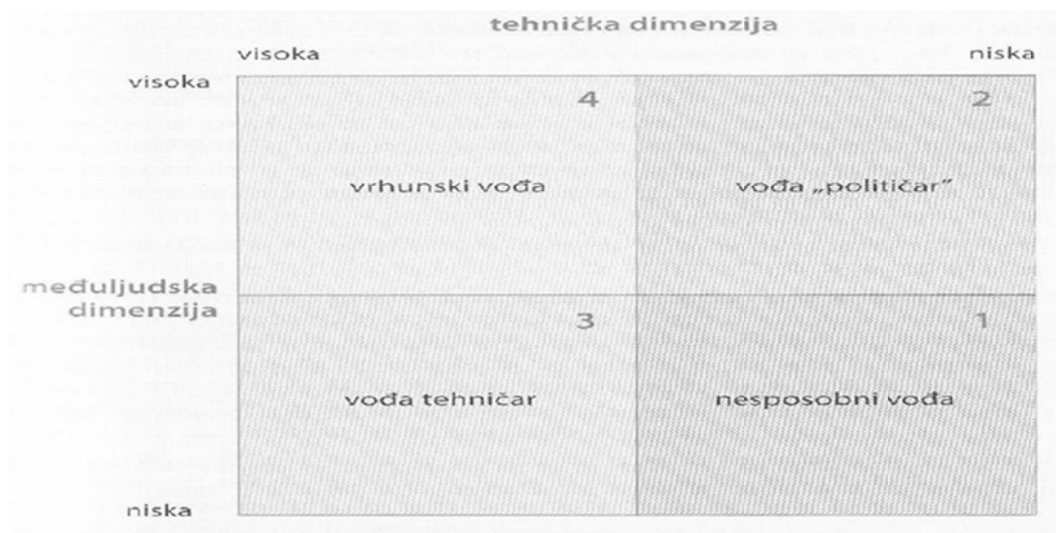 tehnička dimenzija
visoka niska
visoka
4 2
vrhunski vođa vođa „političar”
međuljudska
dimenzija
3 1
vođa tehničar nesposobni vođa
niska